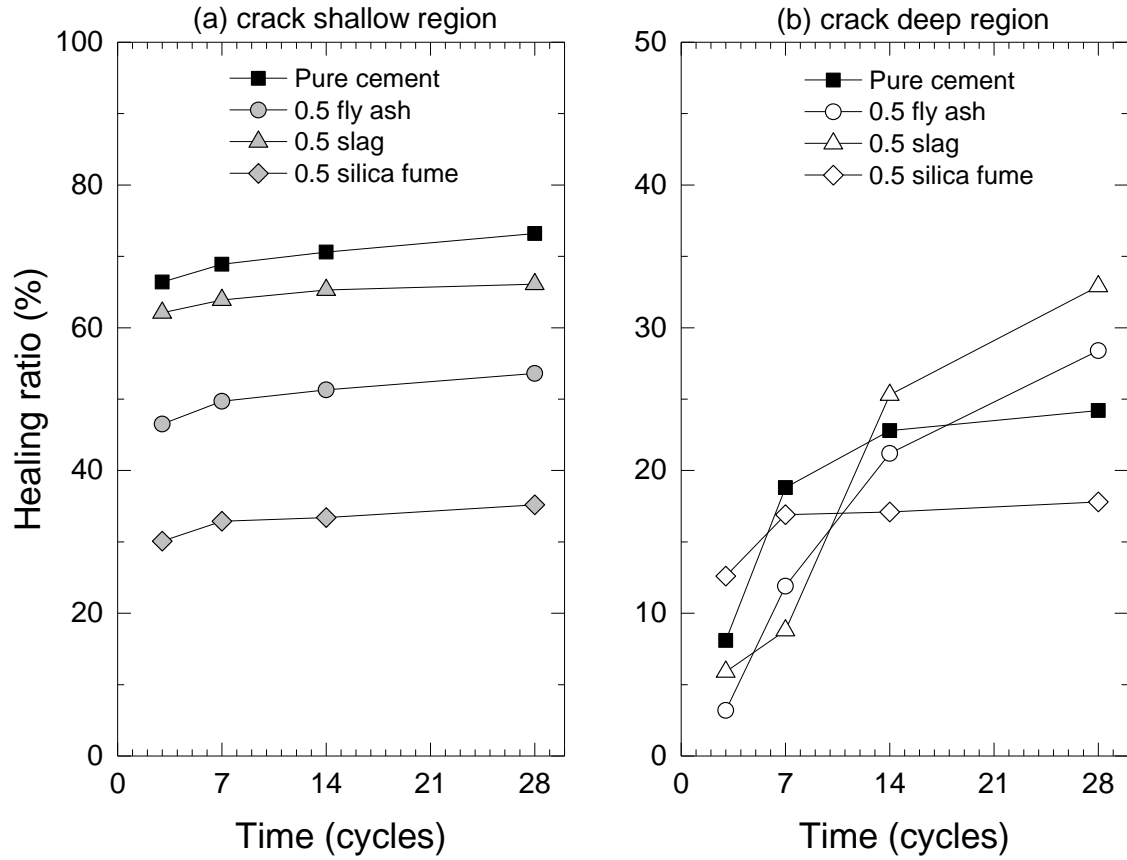 (a) crack shallow region
100
80
60
40
20
0
Healing ratio (%)
Pure cement
0.5 fly ash
0.5 slag
0.5 silica fume
0 7 14 21 28
Time (cycles)
(b) crack deep region
50
40
30
20
10
0
Pure cement
0.5 fly ash
0.5 slag
0.5 silica fume
0 7 14 21 28
Time (cycles)